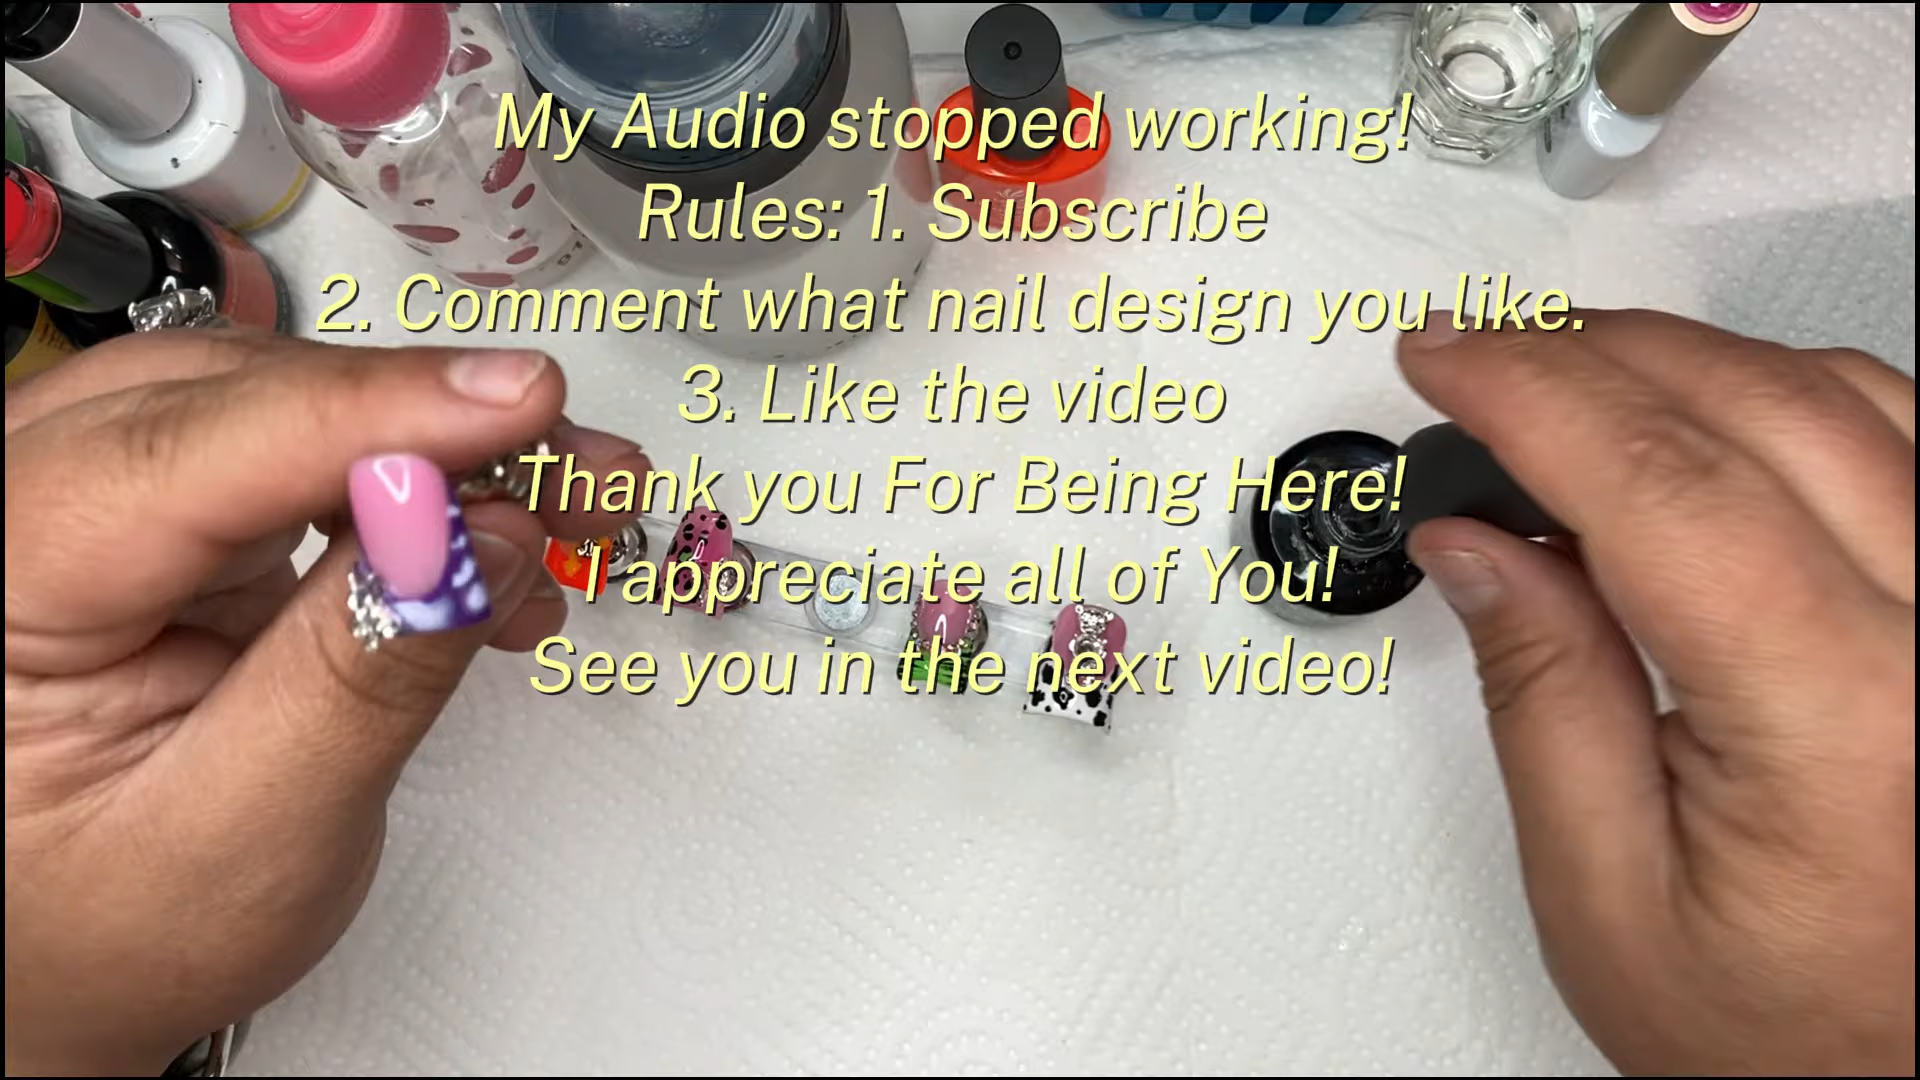 My Audio stopped working!
Rules: 1. Subscribe
2. Comment what nail design you like.
3. Like the video
Thank you For Being Here!
I appreciate all of You!
See you in the next video!